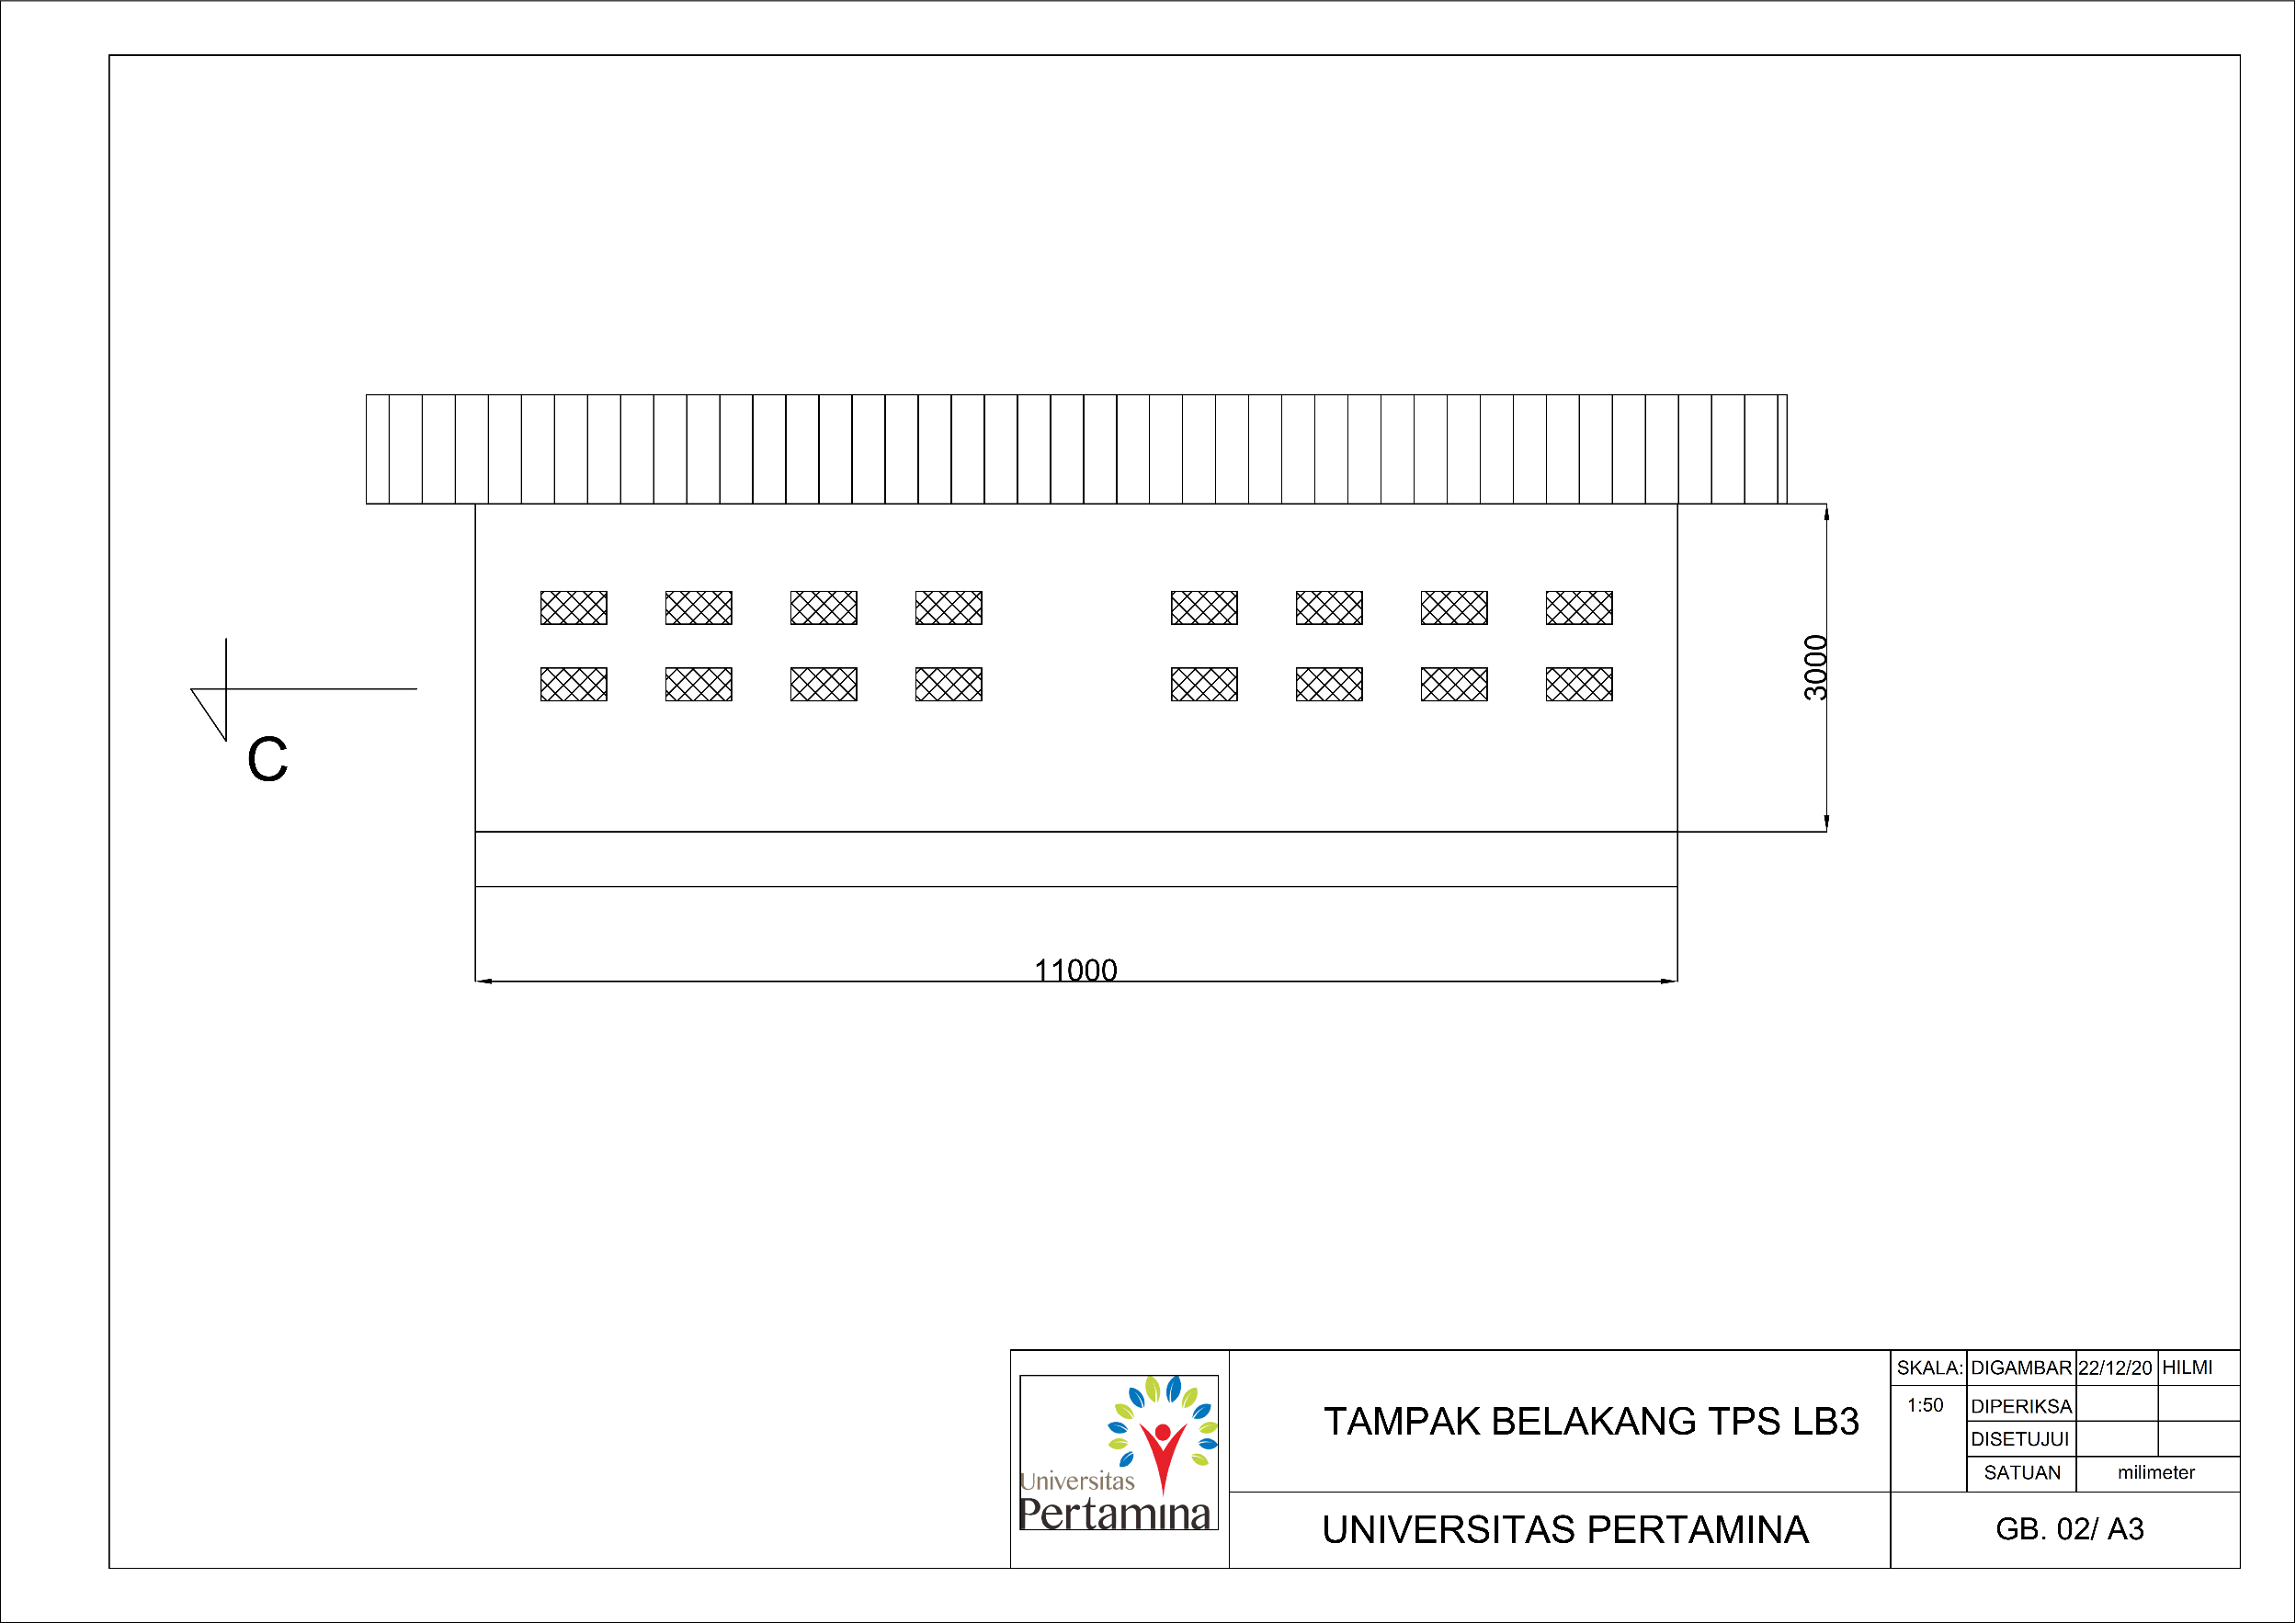 3000
C
11000
Universitas
Pertamina
TAMPAK BELAKANG TPS LB3
UNIVERSITAS PERTAMINA
SKALA: DIGAMBAR 22/12/20 HILMI
1:50 DIPERIKSA
DISETUJUI
SATUAN milimeter
GB. 02/ A3